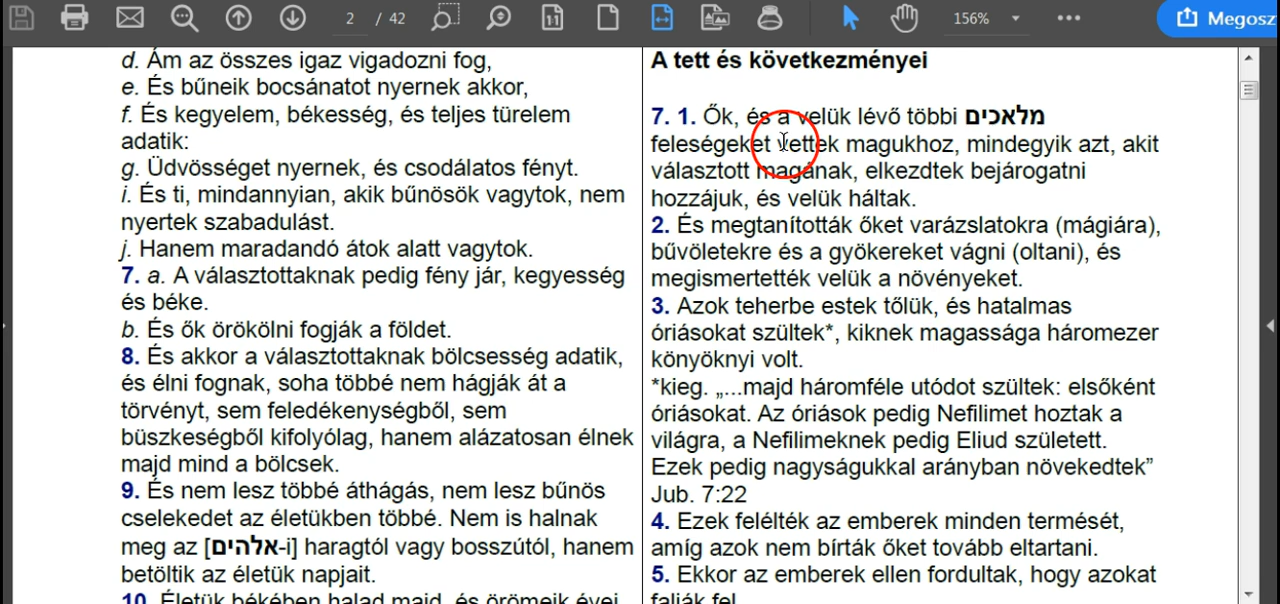 2 / 42
156%
Megosz
d. Ám az összes igaz vigadozni fog,
e. És bűneik bocsánatot nyernek akkor,
f. És kegyelem, békesség, és teljes türelem
adatik:
g. Üdvösséget nyernek, és csodálatos fényt.
i. És ti, mindannyian, akik bűnösök vagytok, nem
nyertek szabadulást.
j. Hanem maradandó átok alatt vagytok.
7. a. A választottaknak pedig fény jár, kegyesség
és béke.
b. És ők örökölni fogják a földet.
8. És akkor a választottaknak bölcsesség adatik,
és élni fognak, soha többé nem hágják át a
törvényt, sem feledékenységből, sem
büszkeségből kifolyólag, hanem alázatosan élnek
majd mind a bölcsek.
9. És nem lesz többé áthágás, nem lesz bűnös
cselekedet az életükben többé. Nem is halnak
meg az [אלהים-i] haragtól vagy bosszútól, hanem
betöltik az életük napjait.
10. Életük békében halad majd, és örömeik évei
A tett és következményei
7. 1. Ők, és a velük lévő többi מלאכים
feleségeket vettek magukhoz, mindegyik azt, akit
választott magának, elkezdtek bejárogatni
hozzájuk, és velük háltak.
2. És megtanították őket varázslatokra (mágiára),
bűvöletekre és a gyökereket vágni (oltani), és
megismertették velük a növényeket.
3. Azok teherbe estek tőlük, és hatalmas
óriásokat szültek*, kiknek magassága háromezer
könyöknyi volt.
*kieg. „...majd háromféle utódot szültek: elsőként
óriásokat. Az óriások pedig Nefilimet hoztak a
világra, a Nefilimeknek pedig Eliud született.
Ezek pedig nagyságukkal arányban növekedtek”
Jub. 7:22
4. Ezek felélték az emberek minden termését,
amíg azok nem bírták őket tovább eltartani.
5. Ekkor az emberek ellen fordultak, hogy azokat
falják fel.